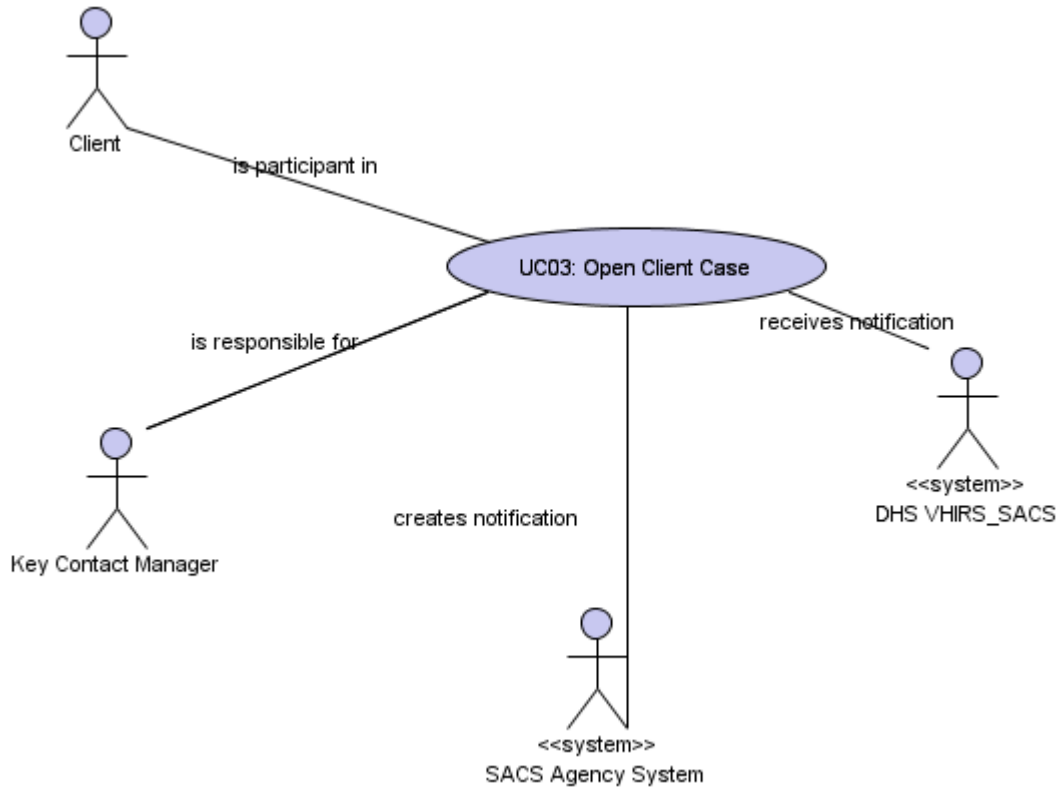 Client
is participant in
UC03: Open Client Case
receives notification
is responsible for
<<system>>
DHS VHIRS_SACS
creates notification
Key Contact Manager
<<system>>
SACS Agency System